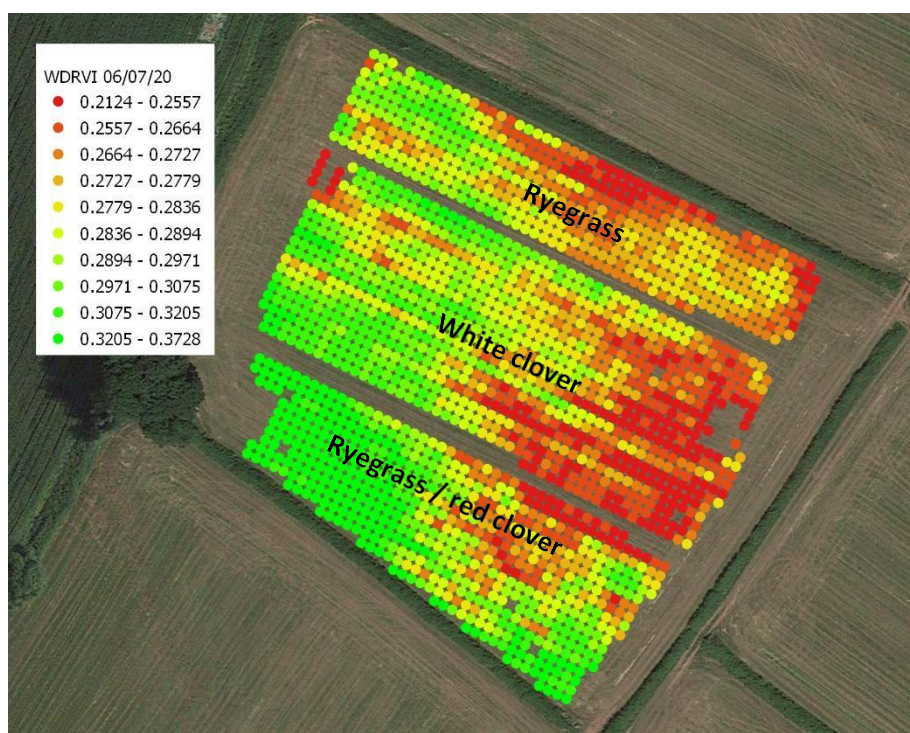 WDRVI 06/07/20
0.2124 - 0.2557
0.2557 - 0.2664
0.2664 - 0.2727
0.2727 - 0.2779
0.2779 - 0.2836
0.2836 - 0.2894
0.2894 - 0.2971
0.2971 - 0.3075
0.3075 - 0.3205
0.3205 - 0.3728
Ryegrass
White clover
Ryegrass / red clover